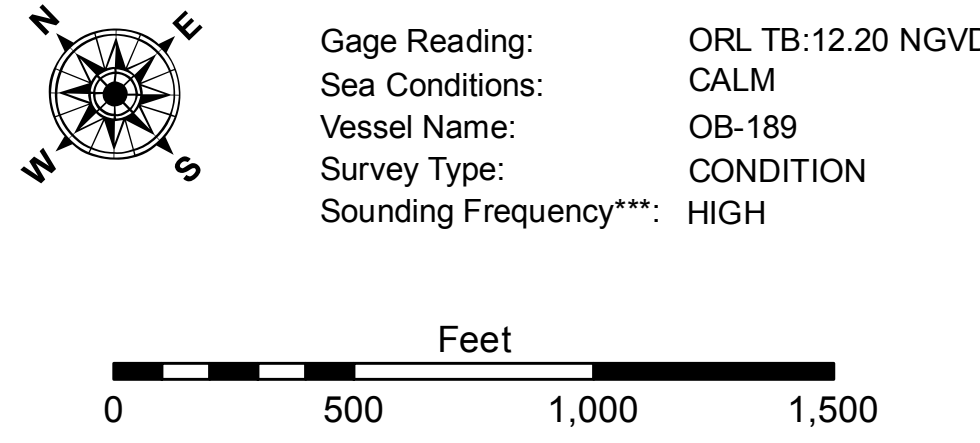 N E
W S
Gage Reading: ORL TB:12.20 NGVD
Sea Conditions: CALM
Vessel Name: OB-189
Survey Type: CONDITION
Sounding Frequency***: HIGH
Feet
0 500 1,000 1,500